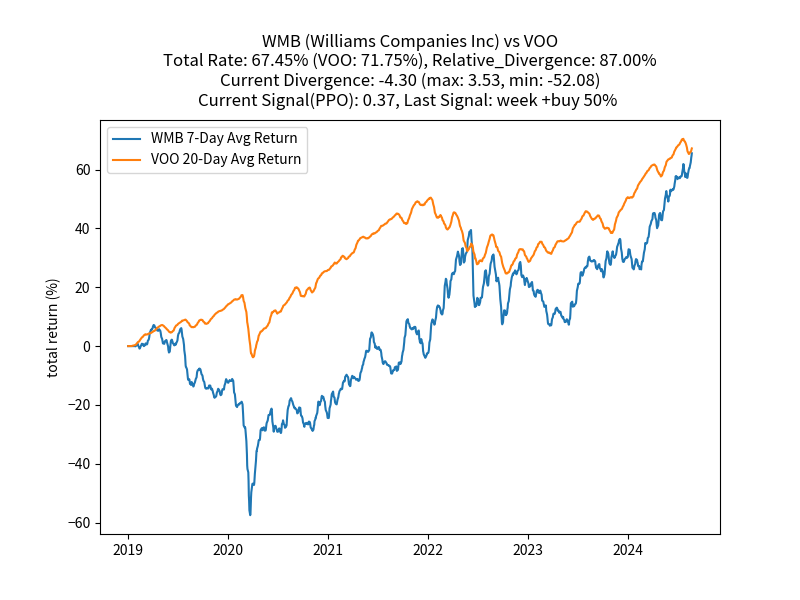 WMB (Williams Companies Inc) vs VOO
Total Rate: 67.45% (VOO: 71.75%), Relative_Divergence: 87.00%
Current Divergence: -4.30 (max: 3.53, min: -52.08)
Current Signal(PPO): 0.37, Last Signal: week +buy 50%
WMB 7-Day Avg Return
VOO 20-Day Avg Return
total return (%)
60
40
20
0
−20
−40
−60
2019 2020 2021 2022 2023 2024